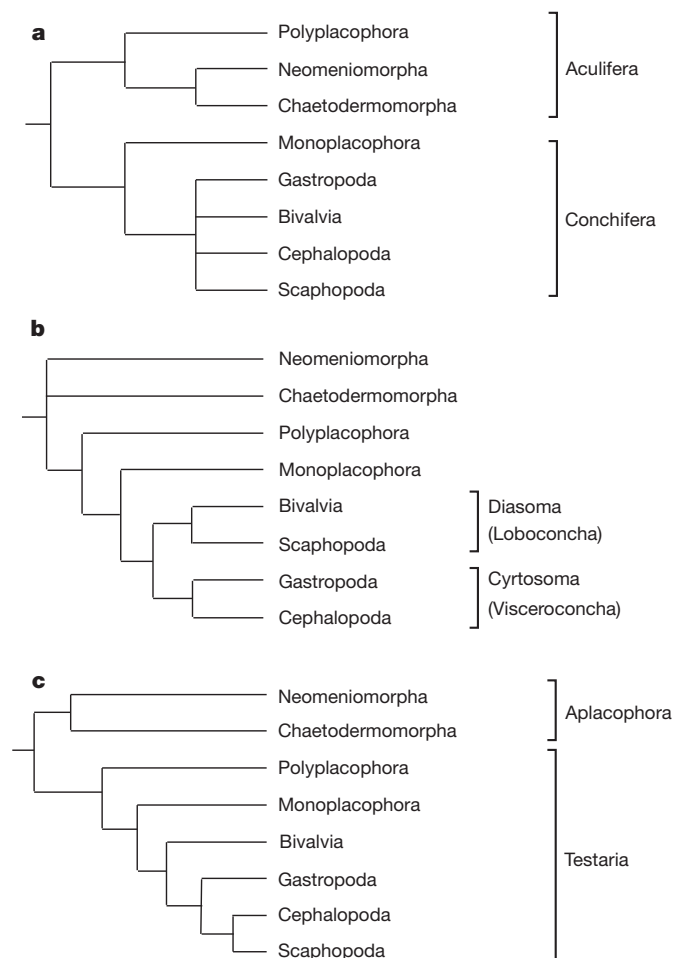 a
Polyplacophora
Neomeniomorpha
Chaetodermomorpha
Aculifera
Monoplacophora
Gastropoda
Bivalvia
Cephalopoda
Scaphopoda
Conchifera
b
Neomeniomorpha
Chaetodermomorpha
Polyplacophora
Monoplacophora
Bivalvia
Scaphopoda
Diasoma
(Loboconcha)
Gastropoda
Cephalopoda
Cyrtosoma
(Visceroconcha)
c
Neomeniomorpha
Chaetodermomorpha
Aplacophora
Polyplacophora
Monoplacophora
Bivalvia
Gastropoda
Cephalopoda
Scaphopoda
Testaria